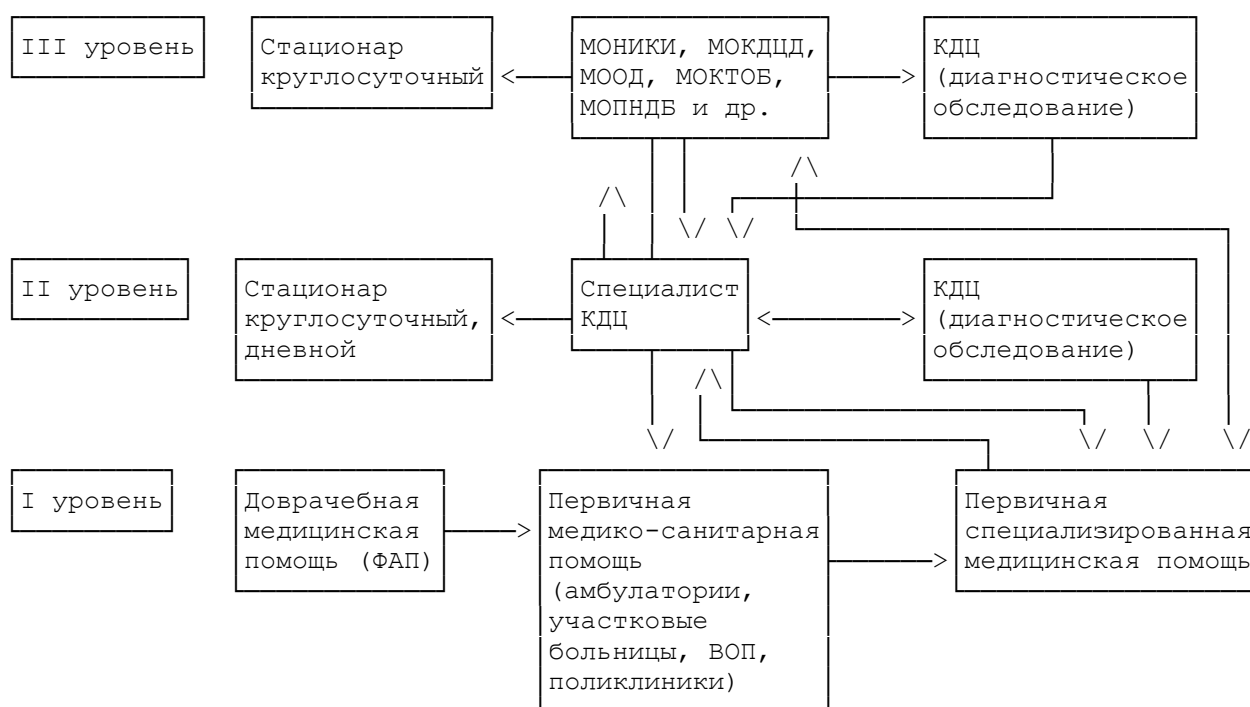 III уровень
Стационар
круглосуточный
МОНИКИ, МОКДЦД,
МООД, МОКТОБ,
МОПНДБ и др.
КДЦ
(диагностическое
обследование)
II уровень
Стационар
круглосуточный,
дневной
Специалист
КДЦ
КДЦ
(диагностическое
обследование)
I уровень
Доврачебная
медицинская
помощь (ФАП)
Первичная
медико-санитарная
помощь
(амбулатории,
участковые
больницы, ВОП,
поликлиники)
Первичная
специализированная
медицинская помощь